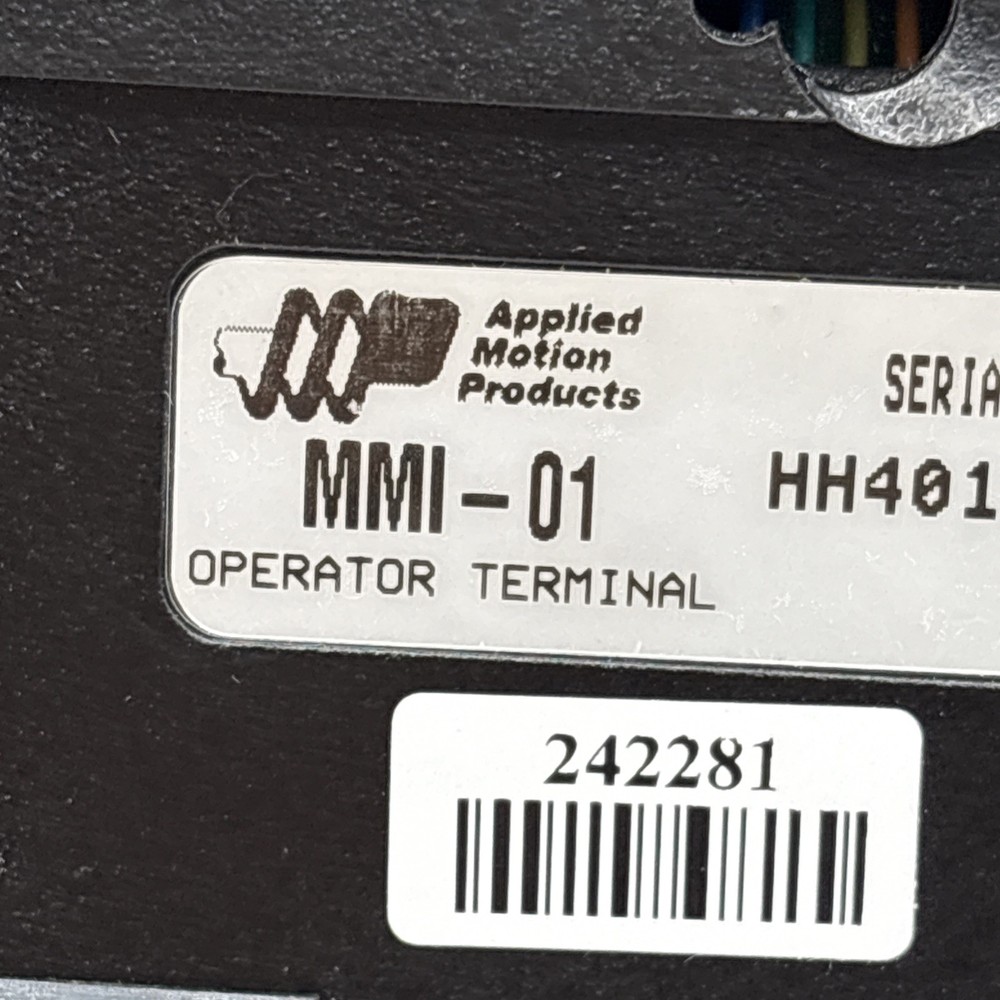 Applied
Motion
Products
MMI-01
OPERATOR TERMINAL
SERIA
HH401
242281